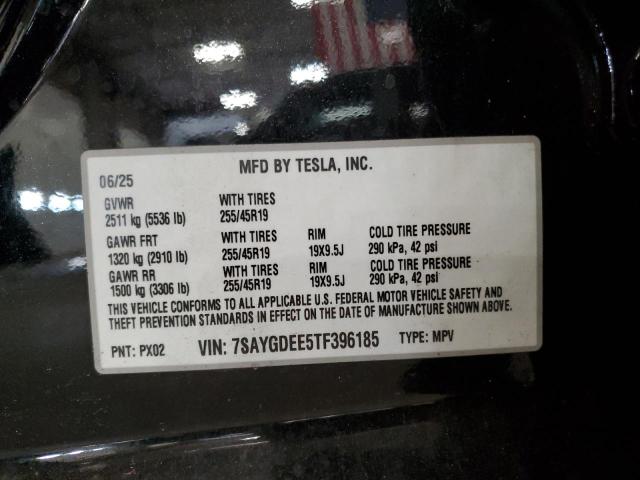 MFD BY TESLA, INC.
06/25
GVWR WITH TIRES
2511 kg (5536 lb) 255/45R19
GAWR FRT WITH TIRES RIM COLD TIRE PRESSURE
1320 kg (2910 lb) 255/45R19 19X9.5J 290 kPa, 42 psi
GAWR RR WITH TIRES RIM COLD TIRE PRESSURE
1500 kg (3306 lb) 255/45R19 19X9.5J 290 kPa, 42 psi
THIS VEHICLE CONFORMS TO ALL APPLICABLE U.S. FEDERAL MOTOR VEHICLE SAFETY AND
THEFT PREVENTION STANDARDS IN EFFECT ON THE DATE OF MANUFACTURE SHOWN ABOVE.
PNT: PX02 VIN: 7SAYGDEE5TF396185 TYPE: MPV